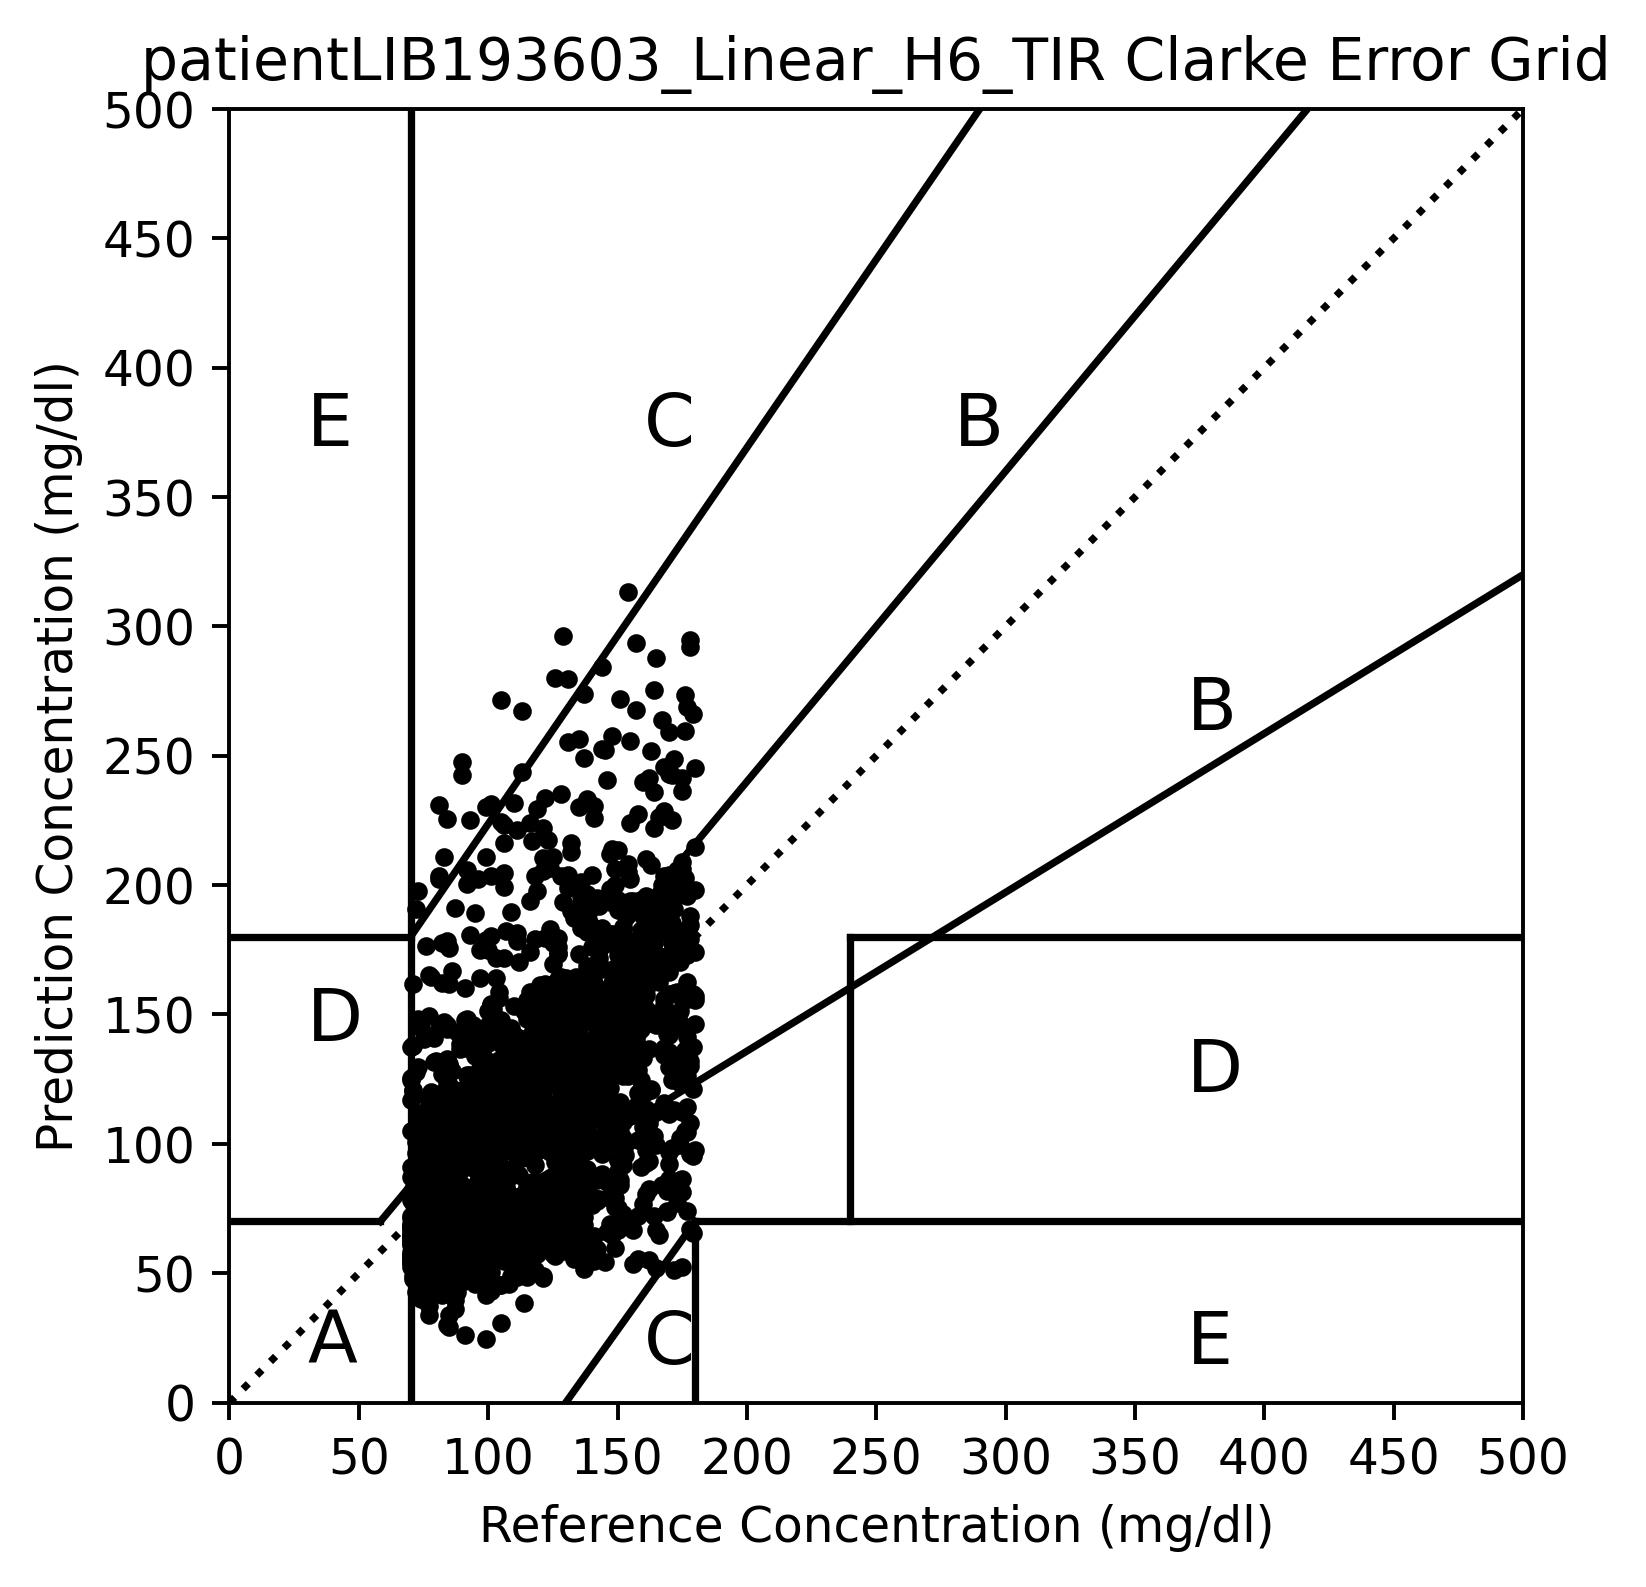 patientLIB193603_Linear_H6_TIR Clarke Error Grid
500
450
400
350
300
250
200
150
100
50
0
E
C
B
B
D
D
A
C
E
0 50 100 150 200 250 300 350 400 450 500
Reference Concentration (mg/dl)
Prediction Concentration (mg/dl)